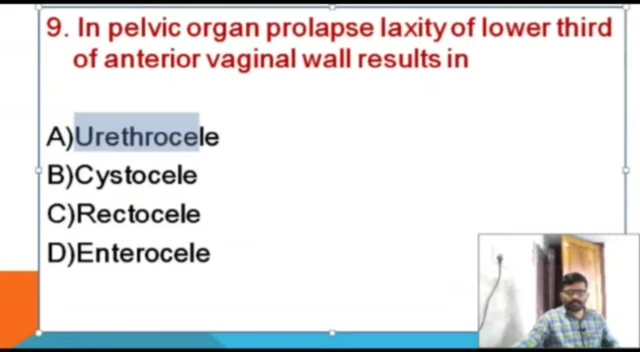 9. In pelvic organ prolapse laxity of lower third
of anterior vaginal wall results in
A)Urethrocele
B)Cystocele
C)Rectocele
D)Enterocele